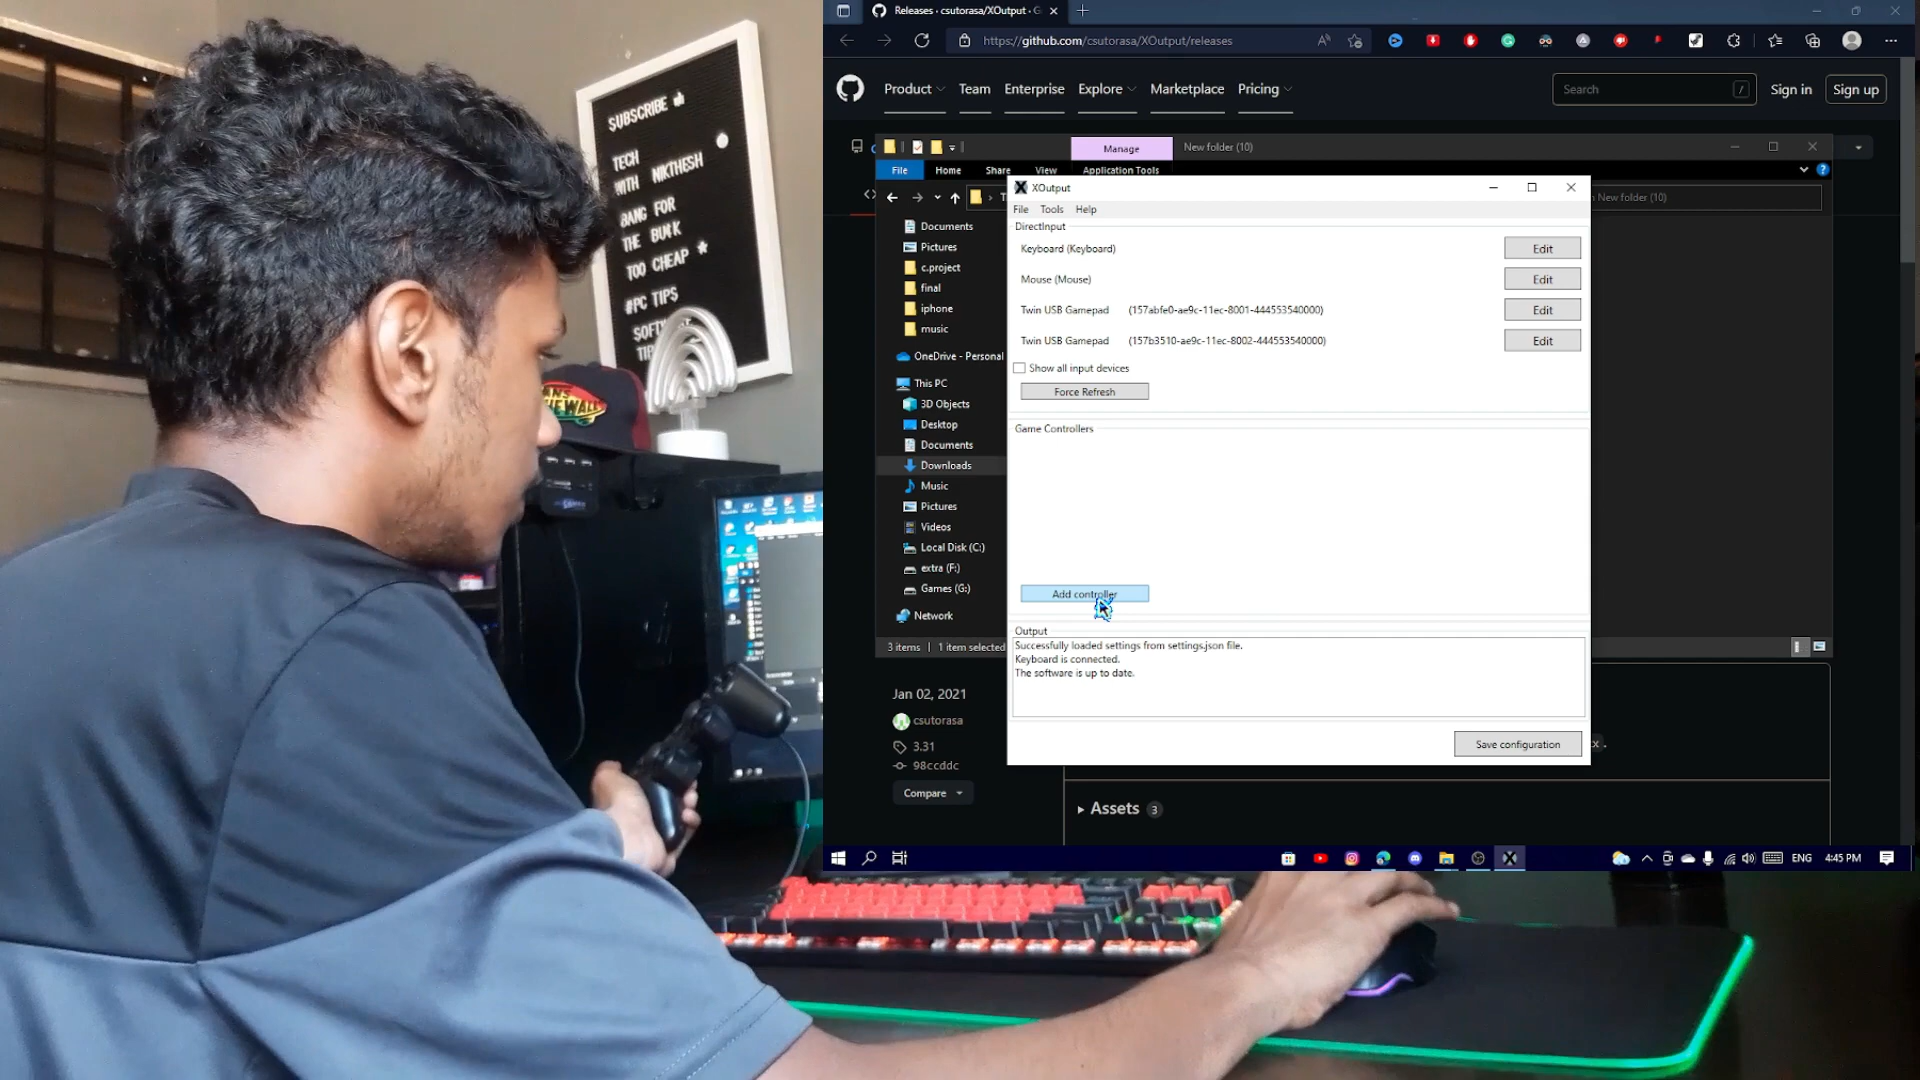 SUBSCRIBE
TECH
WITH NIKTHESH
BANG FOR
THE BUCK
TOO CHEAP
#PC TIPS
Releases · csutorasa/XOutput · G
https://github.com/csutorasa/XOutput/releases
Product
Team
Enterprise
Explore
Marketplace
Pricing
Search
/
Sign in
Sign up
Manage
New folder (10)
File
Home
Share
View
Application Tools
New folder (10)
Documents
Pictures
c.project
final
iphone
music
OneDrive - Personal
This PC
3D Objects
Desktop
Documents
Downloads
Music
Pictures
Videos
Local Disk (C:)
extra (F:)
Games (G:)
Network
3 items
1 item selected
XOutput
File
Tools
Help
DirectInput
Keyboard (Keyboard)
Edit
Mouse (Mouse)
Edit
Twin USB Gamepad (157abfe0-ae9c-11ec-8001-444553540000)
Edit
Twin USB Gamepad (157b3510-ae9c-11ec-8002-444553540000)
Edit
Show all input devices
Force Refresh
Game Controllers
Add controller
Output
Successfully loaded settings from settings.json file.
Keyboard is connected.
The software is up to date.
Save configuration
Jan 02, 2021
csutorasa
3.31
98ccddc
Compare
Assets 3
ENG
4:45 PM